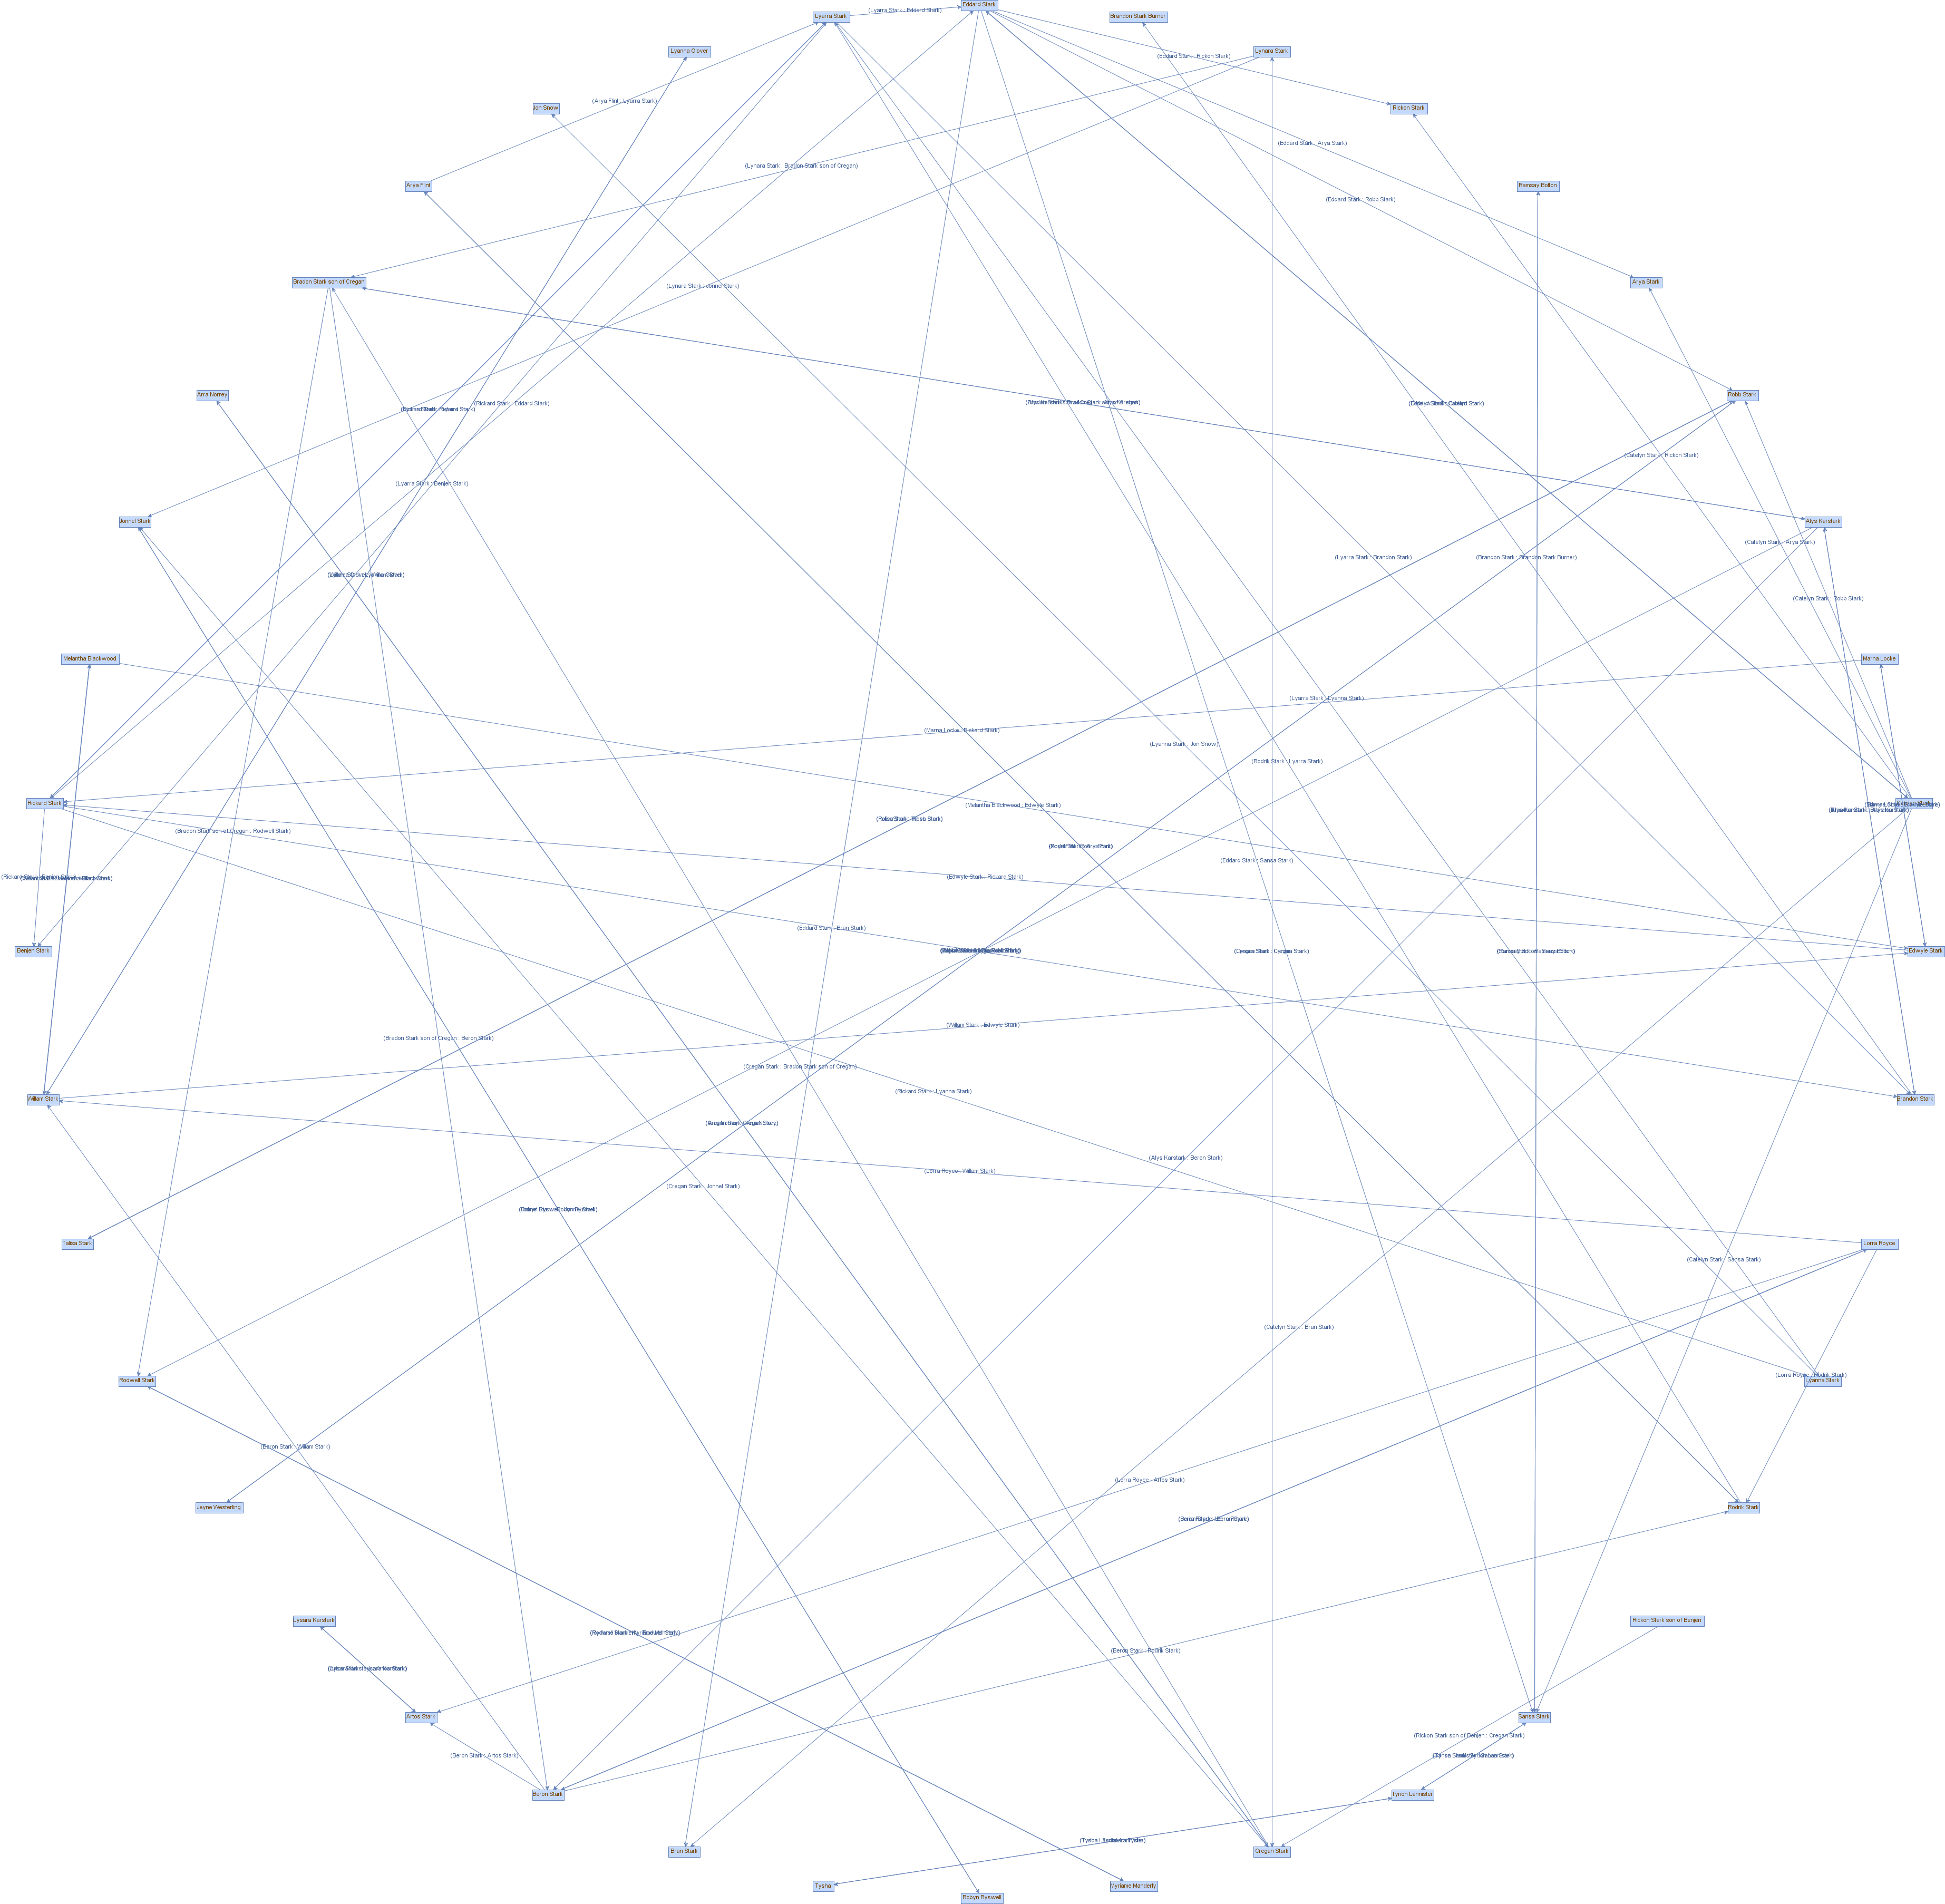 Eddard Stark
(Lyarra Stark : Eddard Stark)
Lyarra Stark
Brandon Stark Burner
Lyanna Glover
Lynara Stark
(Eddard Stark : Rickon Stark)
(Arya Flint : Lyarra Stark)
Jon Snow
Rickon Stark
(Eddard Stark : Arya Stark)
(Lynara Stark : Bradon Stark son of Cregan)
Arya Flint
Ramsay Bolton
(Eddard Stark : Robb Stark)
Bradon Stark son of Cregan
Arya Stark
(Lynara Stark : Jonnel Stark)
Arra Norrey
Robb Stark
(Rickard Stark : Eddard Stark)
(Catelyn Stark : Rickon Stark)
(Lyarra Stark : Benjen Stark)
Jonnel Stark
Alys Karstark
(Catelyn Stark : Arya Stark)
(Lyarra Stark : Brandon Stark)
(Brandon Stark : Brandon Stark Burner)
(Catelyn Stark : Robb Stark)
Melantha Blackwood
Marna Locke
(Lyarra Stark : Lyanna Stark)
(Marna Locke : Rickard Stark)
(Lyanna Stark : Jon Snow)
(Rodrik Stark : Lyarra Stark)
Rickard Stark
Catelyn Stark
(Melantha Blackwood : Edwyle Stark)
(Bradon Stark son of Cregan : Rodwell Stark)
(Eddard Stark : Sansa Stark)
(Edwyle Stark : Rickard Stark)
(Eddard Stark : Bran Stark)
Benjen Stark
Edwyle Stark
(Willam Stark : Edwyle Stark)
(Bradon Stark son of Cregan : Beron Stark)
(Cregan Stark : Bradon Stark son of Cregan)
(Rickard Stark : Lyanna Stark)
Willam Stark
Brandon Stark
(Alys Karstark : Beron Stark)
(Lorra Royce : Willam Stark)
(Cregan Stark : Jonnel Stark)
Talisa Stark
Lorra Royce
(Catelyn Stark : Sansa Stark)
(Catelyn Stark : Bran Stark)
(Lorra Royce : Rodrik Stark)
Rodwell Stark
Lyanna Stark
(Beron Stark : Willam Stark)
(Lorra Royce : Artos Stark)
Jeyne Westerling
Rodrik Stark
Lysara Karstark
Rickon Stark son of Benjen
(Beron Stark : Rodrik Stark)
Artos Stark
Sansa Stark
(Rickon Stark son of Benjen : Cregan Stark)
(Beron Stark : Artos Stark)
Beron Stark
Tyrion Lannister
Bran Stark
Cregan Stark
Tysha
Myriame Manderly
Robyn Ryswell